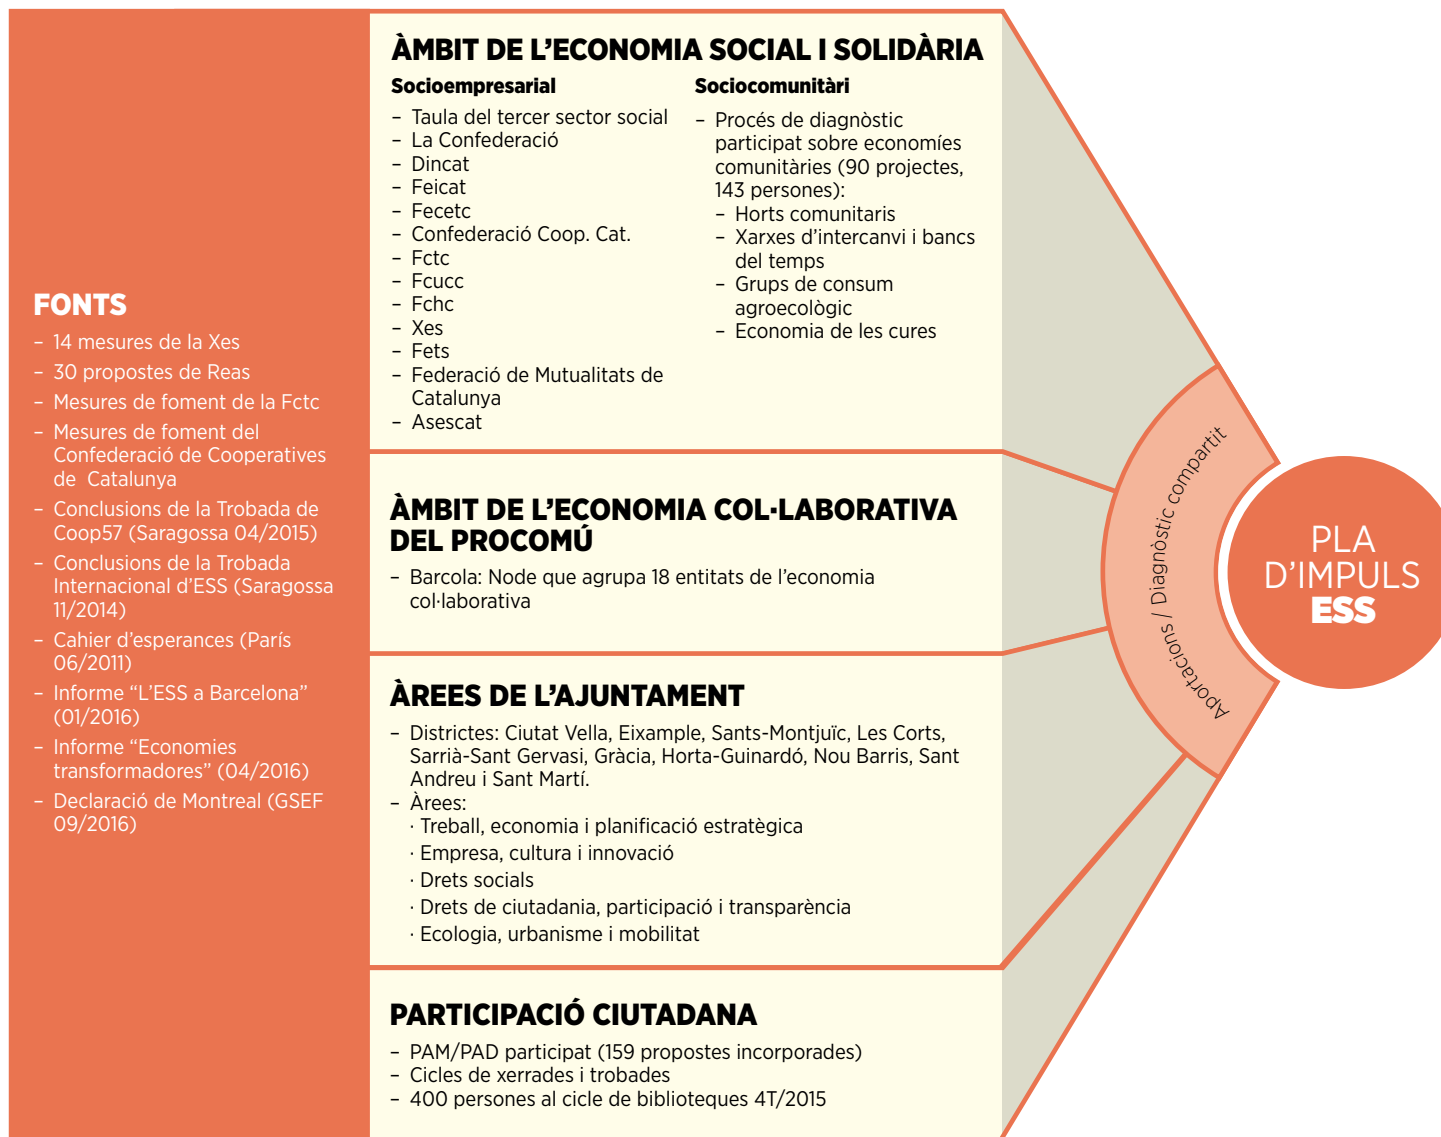 FONTS
– 14 mesures de la Xes
– 30 propostes de Reas
– Mesures de foment de la Fctc
– Mesures de foment del
Confederació de Cooperatives
de Catalunya
– Conclusions de la Trobada de
Coop57 (Saragossa 04/2015)
– Conclusions de la Trobada
Internacional d’ESS (Saragossa
11/2014)
– Cahier d’esperances (París
06/2011)
– Informe “L’ESS a Barcelona”
(01/2016)
– Informe “Economies
transformadores” (04/2016)
– Declaració de Montreal (GSEF
09/2016)
ÀMBIT DE L’ECONOMIA SOCIAL I SOLIDÀRIA
Socioempresarial
– Taula del tercer sector social
– La Confederació
– Dincat
– Feicat
– Fecetc
– Confederació Coop. Cat.
– Fctc
– Fcucc
– Fchc
– Xes
– Fets
– Federació de Mutualitats de
Catalunya
– Asescat
Sociocomunitàri
– Procés de diagnòstic
participat sobre economíes
comunitàries (90 projectes,
143 persones):
– Horts comunitaris
– Xarxes d’intercanvi i bancs
del temps
– Grups de consum
agroecològic
– Economia de les cures
ÀMBIT DE L’ECONOMIA COL·LABORATIVA
DEL PROCOMÚ
– Barcola: Node que agrupa 18 entitats de l’economia
col·laborativa
ÀREES DE L’AJUNTAMENT
– Districtes: Ciutat Vella, Eixample, Sants-Montjuïc, Les Corts,
Sarrià-Sant Gervasi, Gràcia, Horta-Guinardó, Nou Barris, Sant
Andreu i Sant Martí.
– Àrees:
· Treball, economia i planificació estratègica
· Empresa, cultura i innovació
· Drets socials
· Drets de ciutadania, participació i transparència
· Ecologia, urbanisme i mobilitat
PARTICIPACIÓ CIUTADANA
– PAM/PAD participat (159 propostes incorporades)
– Cicles de xerrades i trobades
– 400 persones al cicle de biblioteques 4T/2015
Aportacions / Diagnòstic compartit
PLA
D’IMPULS
ESS